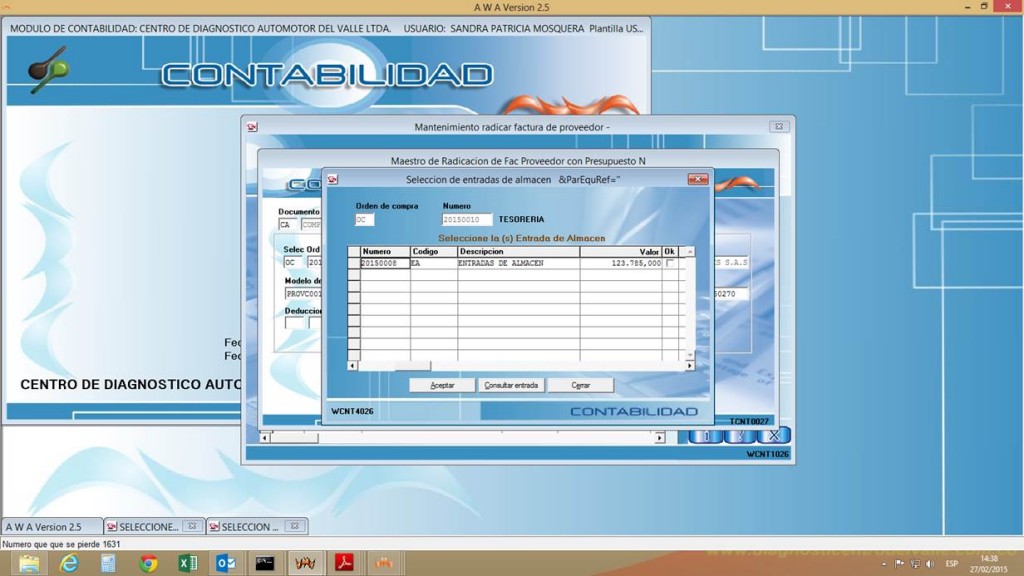 A W A Version 2.5
MODULO DE CONTABILIDAD: CENTRO DE DIAGNOSTICO AUTOMOTOR DEL VALLE LTDA. USUARIO: SANDRA PATRICIA MOSQUERA Plantilla US...
CONTABILIDAD
Mantenimiento radicar factura de proveedor -
Maestro de Radicacion de Fac Proveedor con Presupuesto N
Seleccion de entradas de almacen &ParEquRef=''
CO
Orden de compra Numero
Documento
OC 20150010 TESORERIA
CA COMP
Seleccione la (s) Entrada de Almacen
Selec Ord
Numero Codigo Descripcion Valor Ok
OC 201
20150008 EA ENTRADAS DE ALMACEN 123.785,000
S S.A.S
Modelo de
PROVC001
50270
Deduccion
Fec
Fec
CENTRO DE DIAGNOSTICO AUTO
Aceptar Consultar entrada Cerrar
WCNT4026 CONTABILIDAD
TCNT0027
WCNT1026
A W A Version 2.5 SELECCIONE... SELECCION ...
Numero que que se pierde 1631
ESP
14:38
27/02/2015